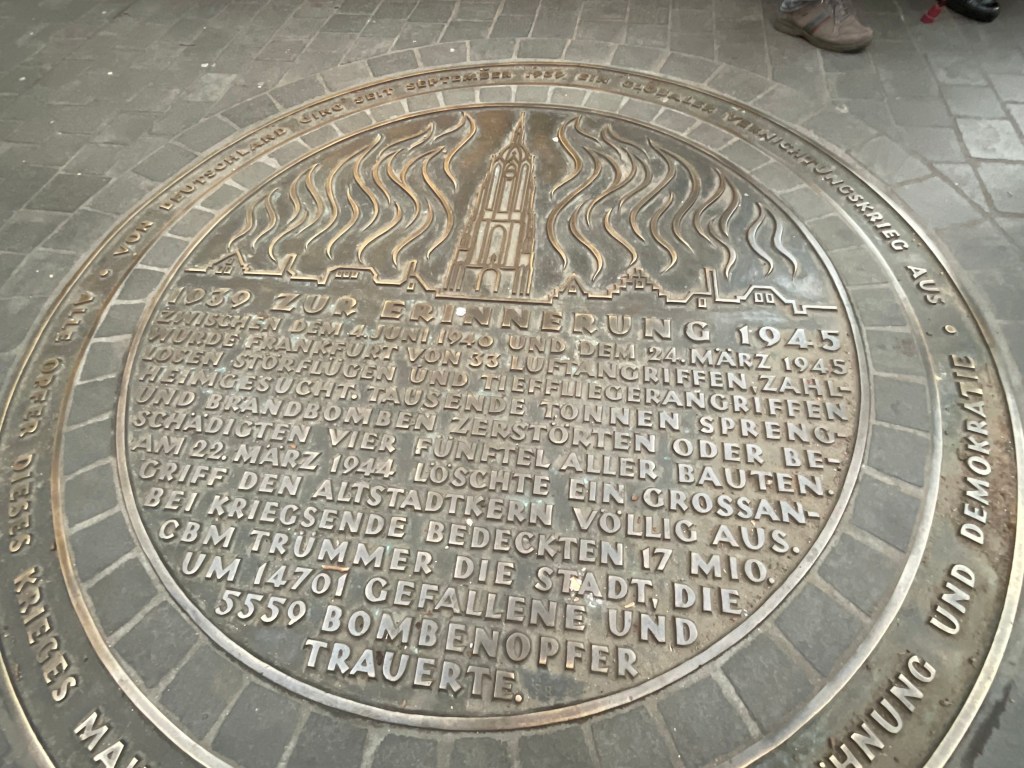 VON DEUTSCHLAND GING SEIT SEPTEMBER 1939 EIN GLOBALER VERNICHTUNGSKRIEG AUS •
ALLE OPFER DIESES KRIEGES
UND DEMOKRATIE •
1939 ZUR ERINNERUNG 1945
ZWISCHEN DEM 4. JUNI 1940 UND DEM 24. MÄRZ 1945
WURDE FRANKFURT VON 33 LUFTANGRIFFEN, ZAHL-
LOSEN STÖRFLÜGEN UND TIEFFLIEGERANGRIFFEN
HEIMGESUCHT. TAUSENDE TONNEN SPRENG-
UND BRANDBOMBEN ZERSTÖRTEN ODER BE-
SCHÄDIGTEN VIER FÜNFTEL ALLER BAUTEN.
AM 22. MÄRZ 1944 LÖSCHTE EIN GROSSAN-
GRIFF DEN ALTSTADTKERN VÖLLIG AUS.
BEI KRIEGSENDE BEDECKTEN 17 MIO.
CBM TRÜMMER DIE STADT, DIE
UM 14701 GEFALLENE UND
5559 BOMBENOPFER
TRAUERTE.